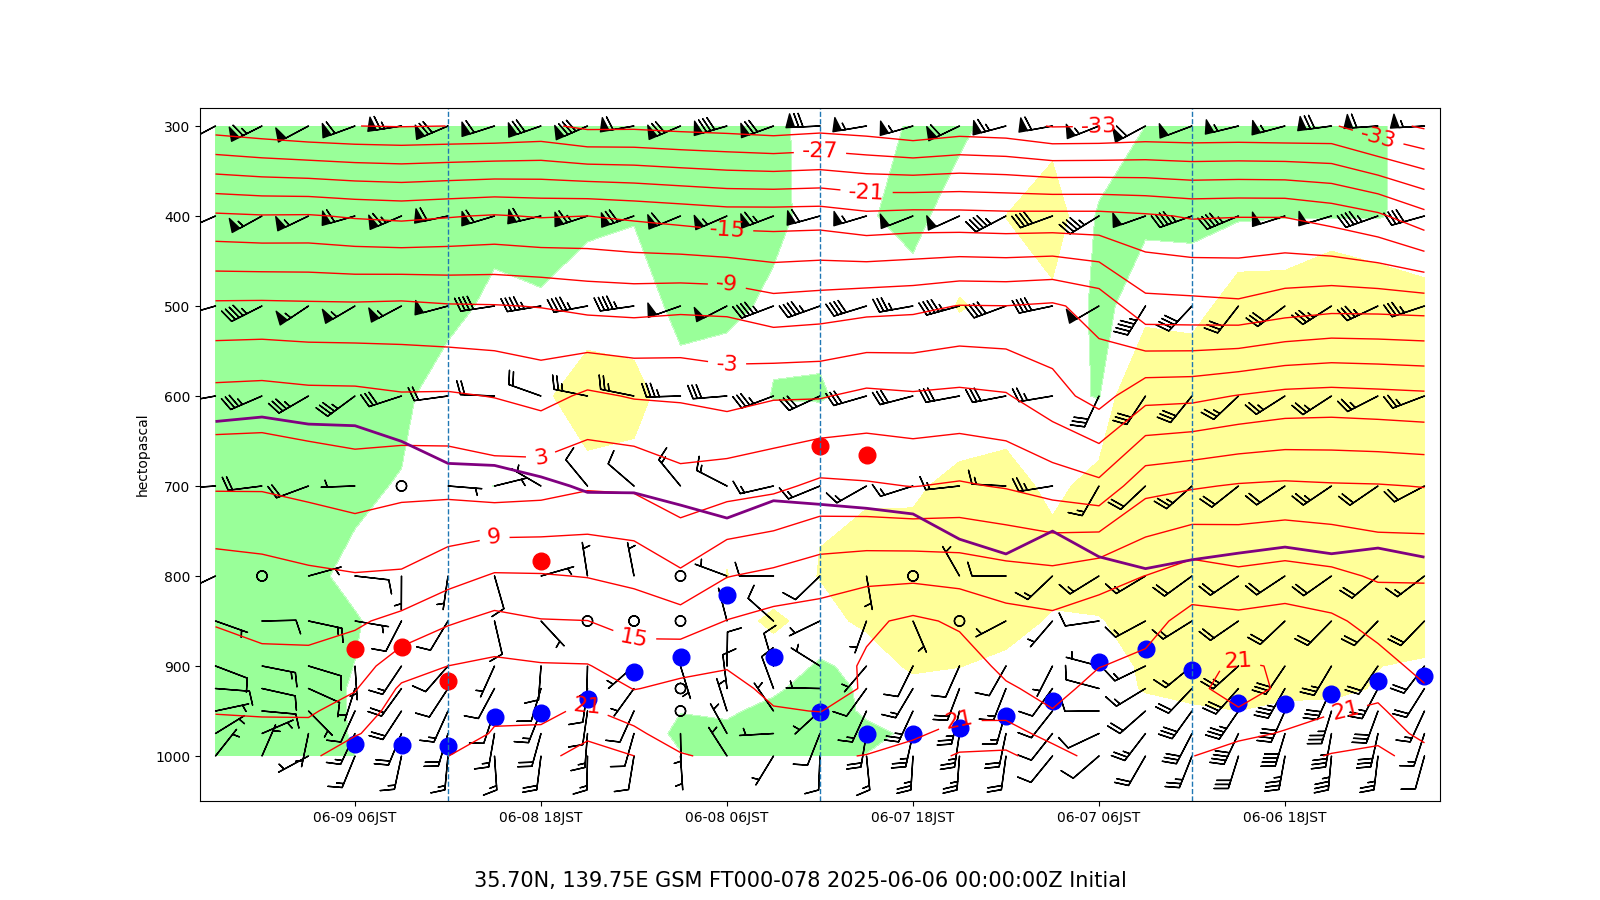 300
400
500
600
700
800
900
1000
hectopascal
-33
-33
-27
-21
-15
-9
-3
3
9
15
21
21
21
21
06-09 06JST
06-08 18JST
06-08 06JST
06-07 18JST
06-07 06JST
06-06 18JST
35.70N, 139.75E GSM FT000-078 2025-06-06 00:00:00Z Initial